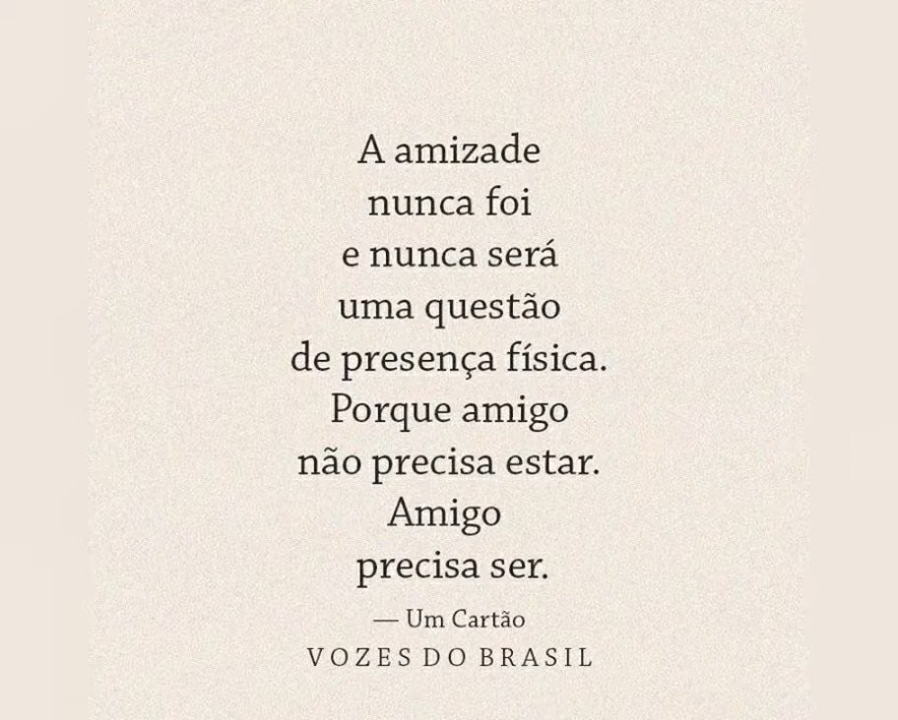 A amizade
nunca foi
e nunca será
uma questão
de presença física.
Porque amigo
não precisa estar.
Amigo
precisa ser.
— Um Cartão
VOZES DO BRASIL